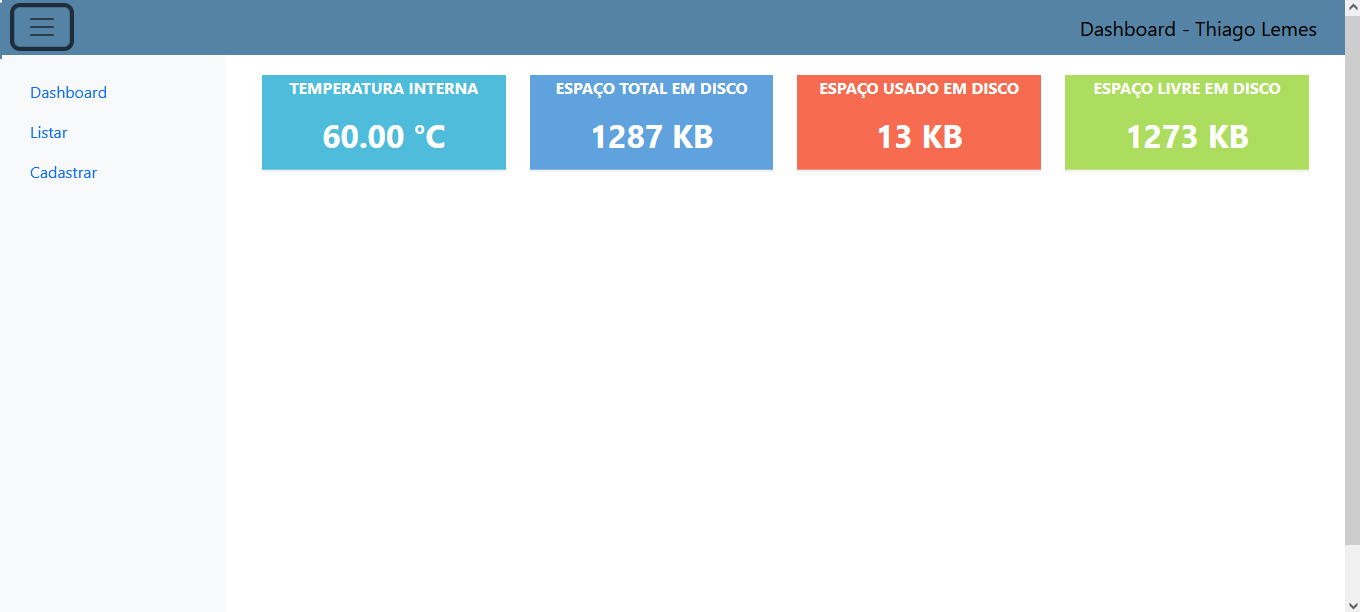 Dashboard - Thiago Lemes
Dashboard
Listar
Cadastrar
TEMPERATURA INTERNA
60.00 °C
ESPAÇO TOTAL EM DISCO
1287 KB
ESPAÇO USADO EM DISCO
13 KB
ESPAÇO LIVRE EM DISCO
1273 KB